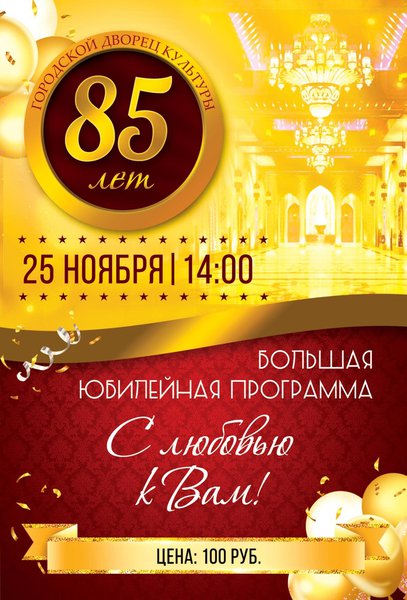 ГОРОДСКОЙ ДВОРЕЦ КУЛЬТУРЫ
85
лет
25 НОЯБРЯ|14:00
БОЛЬШАЯ
ЮБИЛЕЙНАЯ ПРОГРАММА
С любовью
к Вам!
ЦЕНА: 100 РУБ.